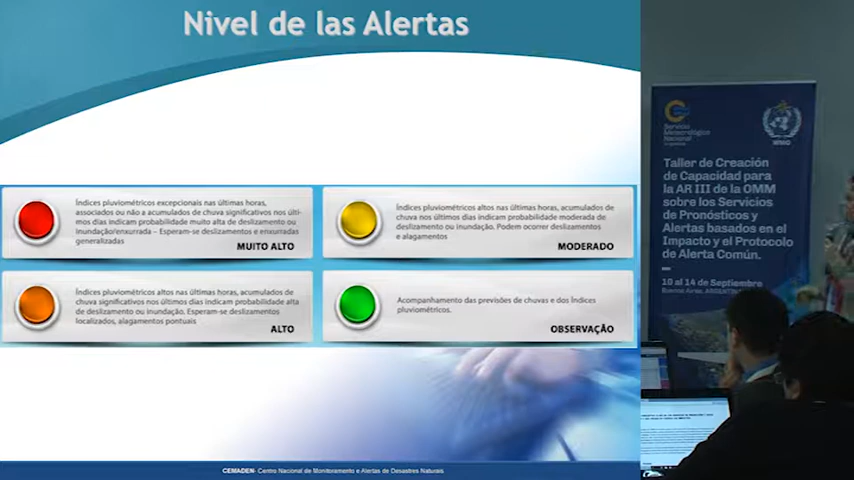 Nivel de las Alertas
Índices pluviométricos excepcionais nas últimas horas,
associados ou não a acumulados de chuva significativos nos últi-
mos dias indicam probabilidade muito alta de deslizamento ou
inundação/enxurrada – Esperam-se deslizamentos e enxurradas
generalizadas
MUITO ALTO
Índices pluviométricos altos nas últimas horas, acumulados de
chuva nos últimos dias indicam probabilidade moderada de
deslizamento ou inundação. Podem ocorrer deslizamentos
e alagamentos
MODERADO
Índices pluviométricos altos nas últimas horas, acumulados de
chuva significativos nos últimos dias indicam probabilidade alta
de deslizamento ou inundação. Esperam-se deslizamentos
localizados, alagamentos pontuais
ALTO
Acompanhamento das previsões de chuvas e dos Índices
pluviométricos.
OBSERVAÇÃO
CEMADEN- Centro Nacional de Monitoramento e Alertas de Desastres Naturais
Servicio
Meteorológico
Nacional
Argentina
WMO
Taller de Creación
de Capacidad para
la AR III de la OMM
sobre los Servicios
de Pronósticos y
Alertas basados en el
Impacto y el Protocolo
de Alerta Común.
10 al 14 de Septiembre
Buenos Aires, ARGENTINA